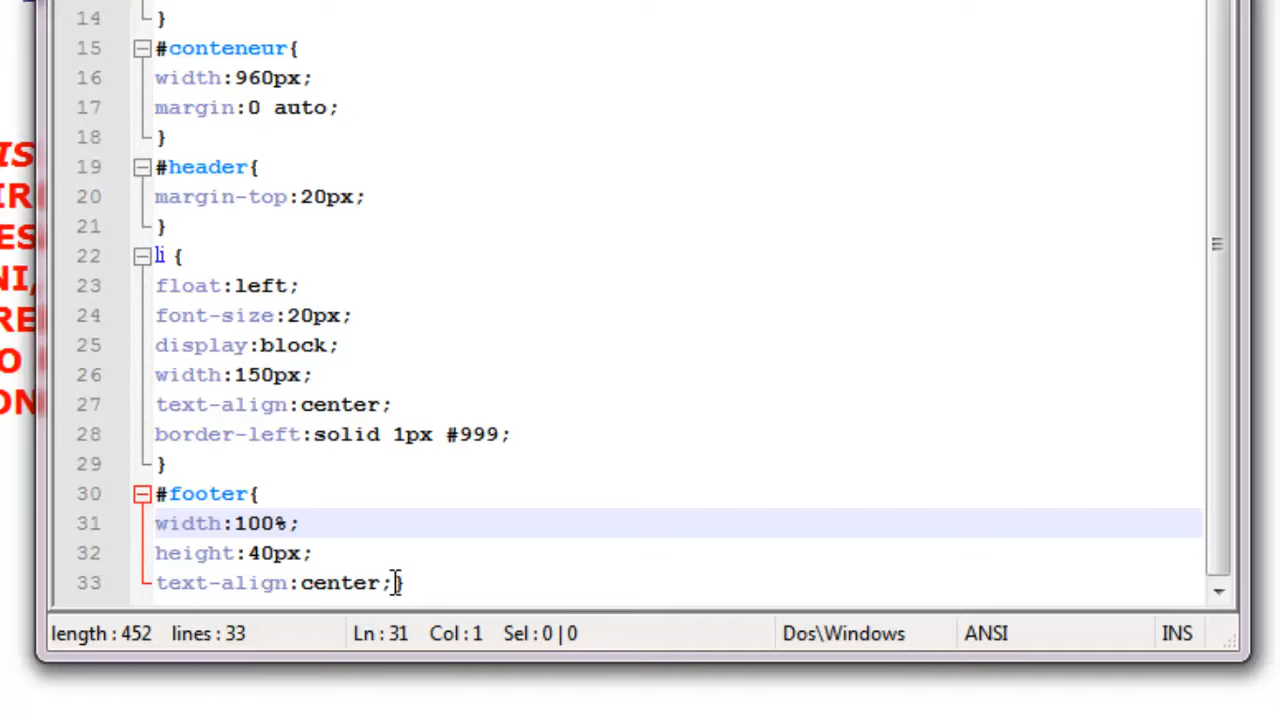 14 }
15 #conteneur{
16 width:960px;
17 margin:0 auto;
18 }
19 #header{
20 margin-top:20px;
21 }
22 li {
23 float:left;
24 font-size:20px;
25 display:block;
26 width:150px;
27 text-align:center;
28 border-left:solid 1px #999;
29 }
30 #footer{
31 width:100%;
32 height:40px;
33 text-align:center;}
length : 452 lines : 33 Ln : 31 Col : 1 Sel : 0 | 0 Dos\Windows ANSI INS